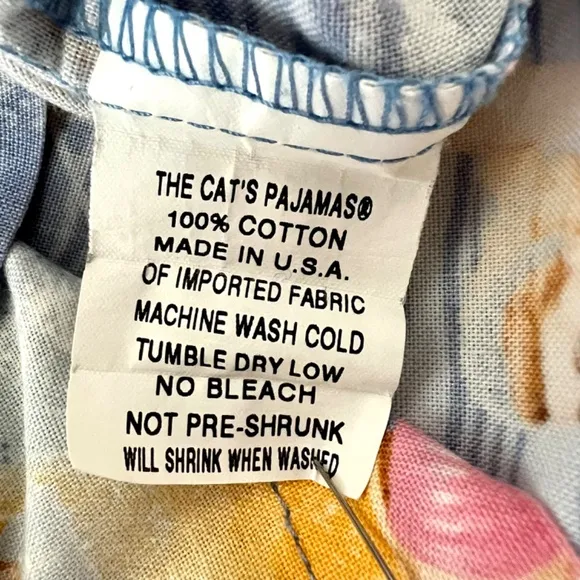 THE CAT'S PAJAMAS®
100% COTTON
MADE IN U.S.A.
OF IMPORTED FABRIC
MACHINE WASH COLD
TUMBLE DRY LOW
NO BLEACH
NOT PRE-SHRUNK
WILL SHRINK WHEN WASHED